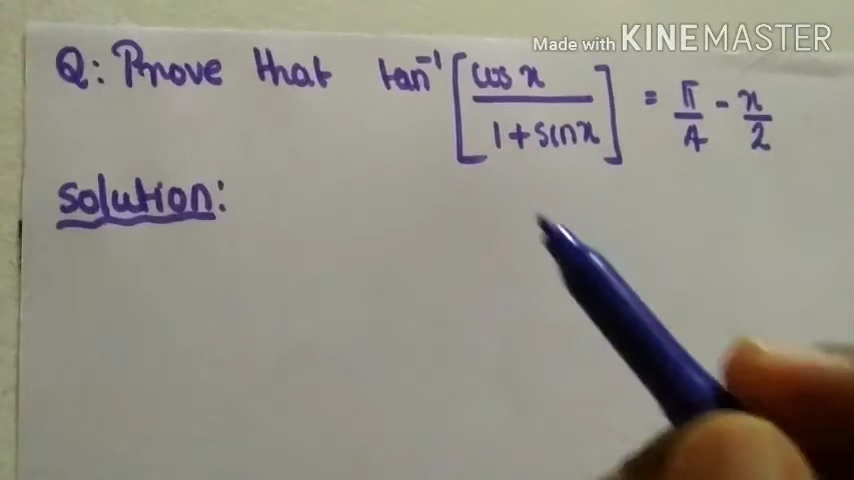 Made with KINEMASTER
Q: Prove that tan⁻¹ [cos x / 1 + sin x] = π/4 - x/2
Solution: